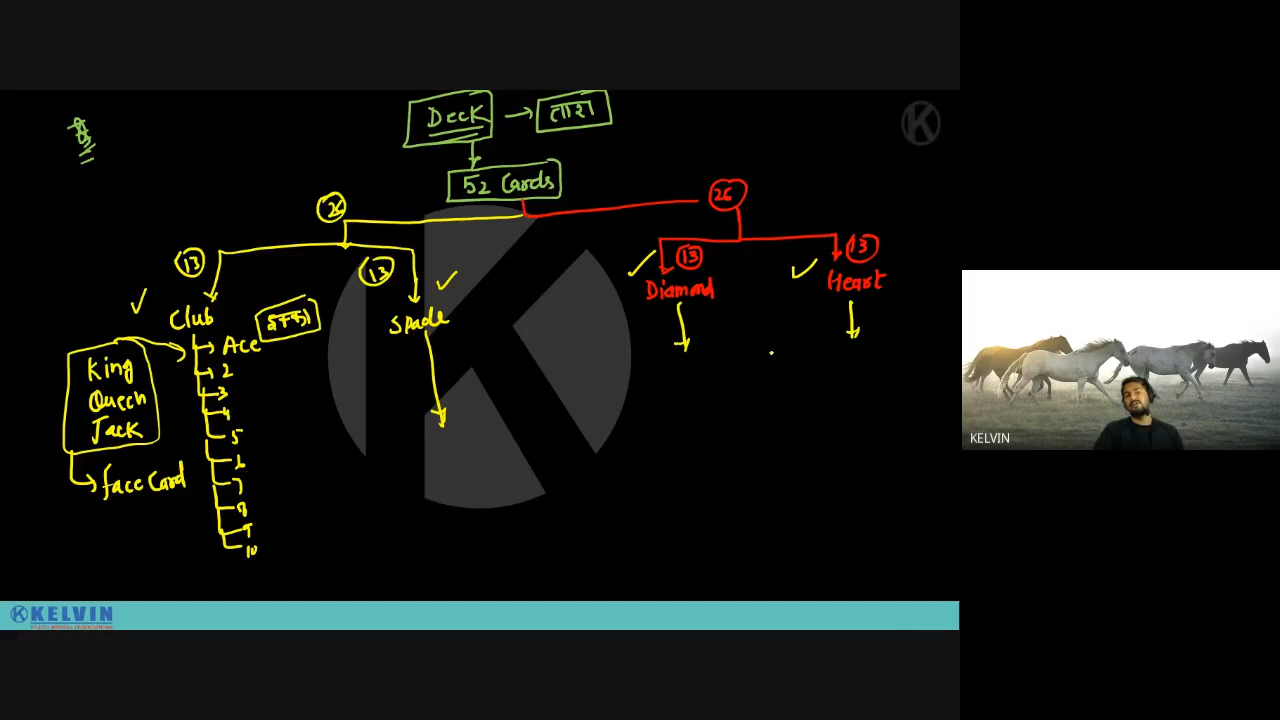 Deck → तास
52 Cards
26
26
13
13
13
13
Club
Spade
Diamond
Heart
Ace
2
3
4
5
6
7
8
9
10
King
Queen
Jack
face Card
KELVIN
KELVIN